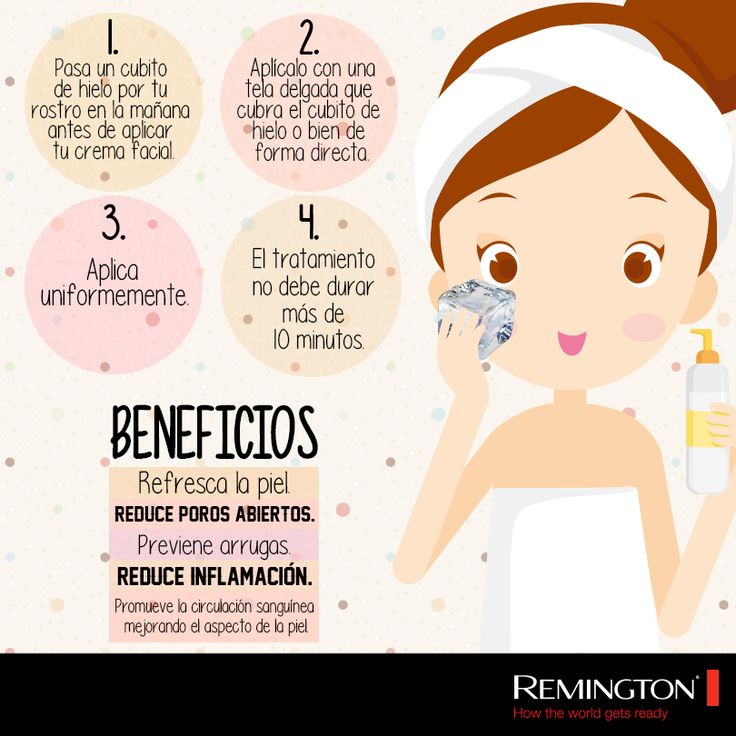 1.
Pasa un cubito
de hielo por tu
rostro en la mañana
antes de aplicar
tu crema facial.
2.
Aplícalo con una
tela delgada que
cubra el cubito de
hielo o bien de
forma directa.
3.
Aplica
uniformemente.
4.
El tratamiento
no debe durar
más de
10 minutos.
BENEFICIOS
Refresca la piel.
REDUCE POROS ABIERTOS.
Previene arrugas.
REDUCE INFLAMACIÓN.
Promueve la circulación sanguínea
mejorando el aspecto de la piel.
REMINGTON®
How the world gets ready